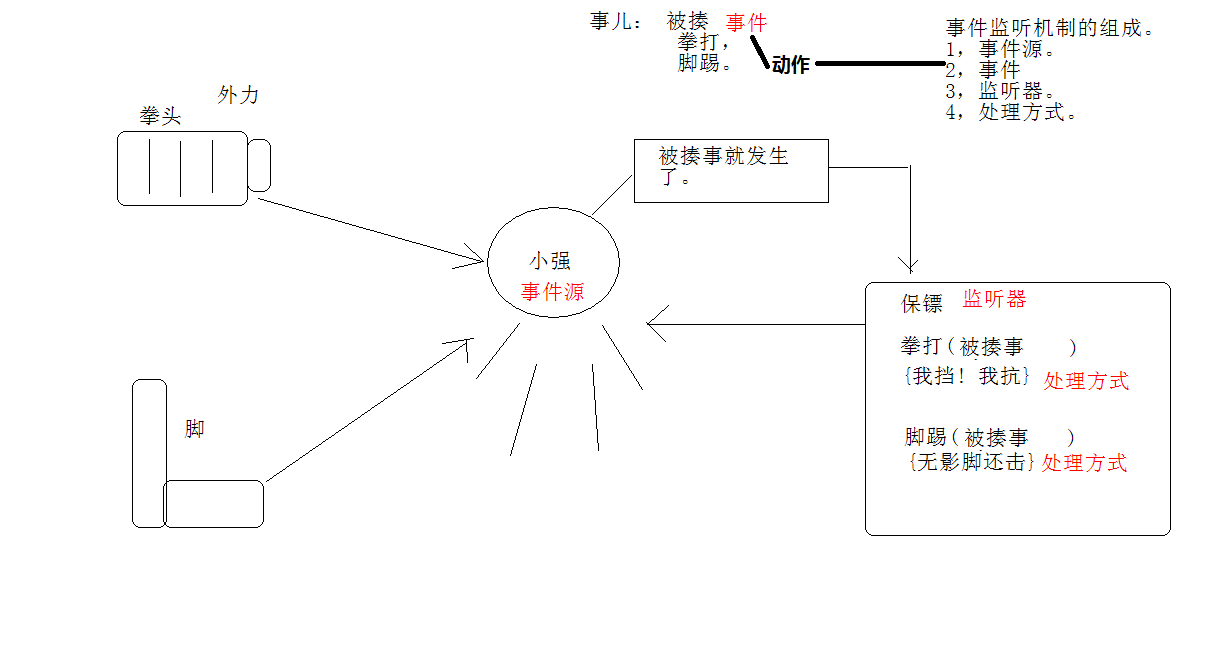 事儿： 被揍 事件
拳打，
脚踢。
动作
事件监听机制的组成。
1，事件源。
2，事件
3，监听器。
4，处理方式。
外力
拳头
被揍事就发生
了。
小强
事件源
保镖 监听器
拳打(被揍事 )
{我挡！我抗} 处理方式
脚
脚踢(被揍事 )
{无影脚还击} 处理方式